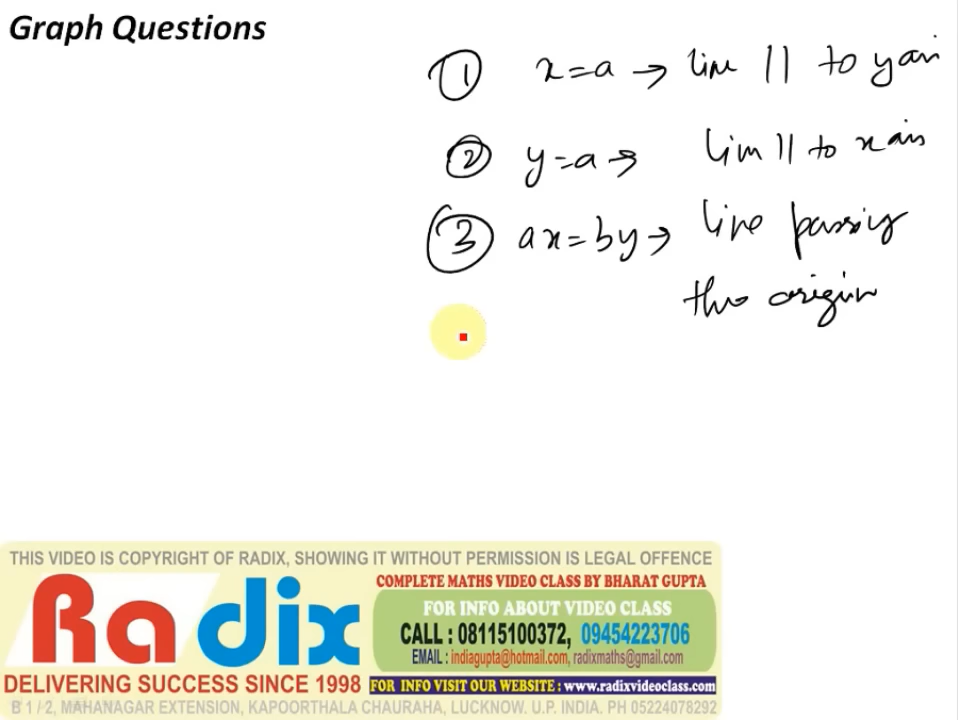 Graph Questions
① x=a → line || to y axis
② y=a → line || to x axis
③ ax=by → line passing
thro origin
THIS VIDEO IS COPYRIGHT OF RADIX, SHOWING IT WITHOUT PERMISSION IS LEGAL OFFENCE
Radix
COMPLETE MATHS VIDEO CLASS BY BHARAT GUPTA
FOR INFO ABOUT VIDEO CLASS
CALL : 08115100372, 09454223706
EMAIL : indiagupta@hotmail.com, radixmaths@gmail.com
DELIVERING SUCCESS SINCE 1998
FOR INFO VISIT OUR WEBSITE : www.radixvideoclass.com
B 1 / 2, MAHANAGAR EXTENSION, KAPOORTHALA CHAURAHA, LUCKNOW. U.P. INDIA. PH 05224078292